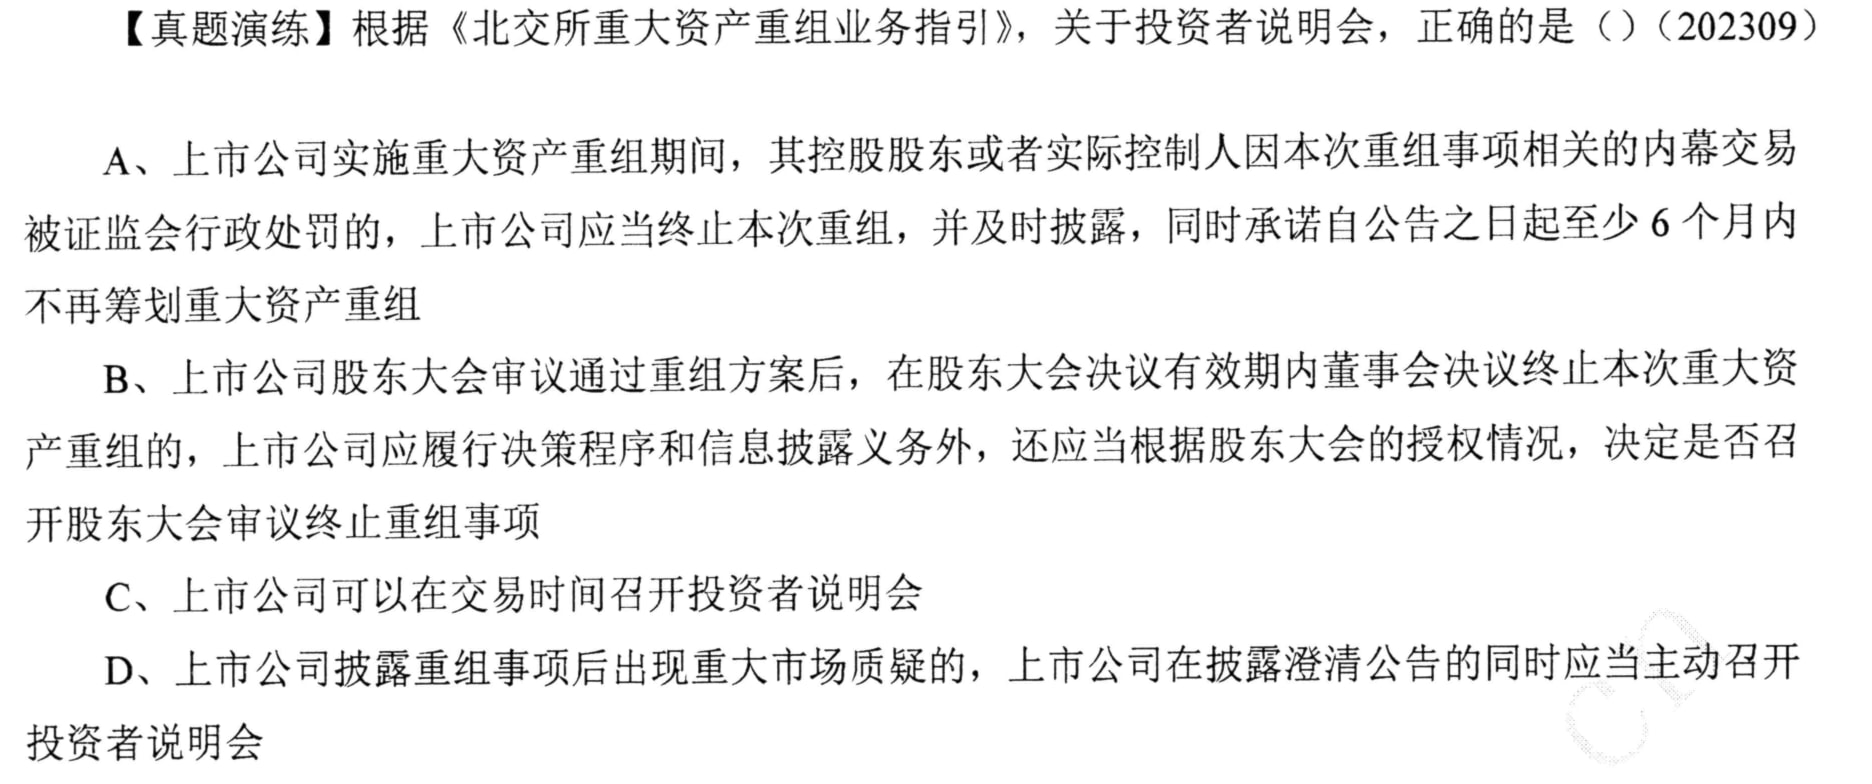 【真题演练】根据《北交所重大资产重组业务指引》，关于投资者说明会，正确的是（）（202309）
A、上市公司实施重大资产重组期间，其控股股东或者实际控制人因本次重组事项相关的内幕交易
被证监会行政处罚的，上市公司应当终止本次重组，并及时披露，同时承诺自公告之日起至少 6 个月内
不再筹划重大资产重组
B、上市公司股东大会审议通过重组方案后，在股东大会决议有效期内董事会决议终止本次重大资
产重组的，上市公司应履行决策程序和信息披露义务外，还应当根据股东大会的授权情况，决定是否召
开股东大会审议终止重组事项
C、上市公司可以在交易时间召开投资者说明会
D、上市公司披露重组事项后出现重大市场质疑的，上市公司在披露澄清公告的同时应当主动召开
投资者说明会